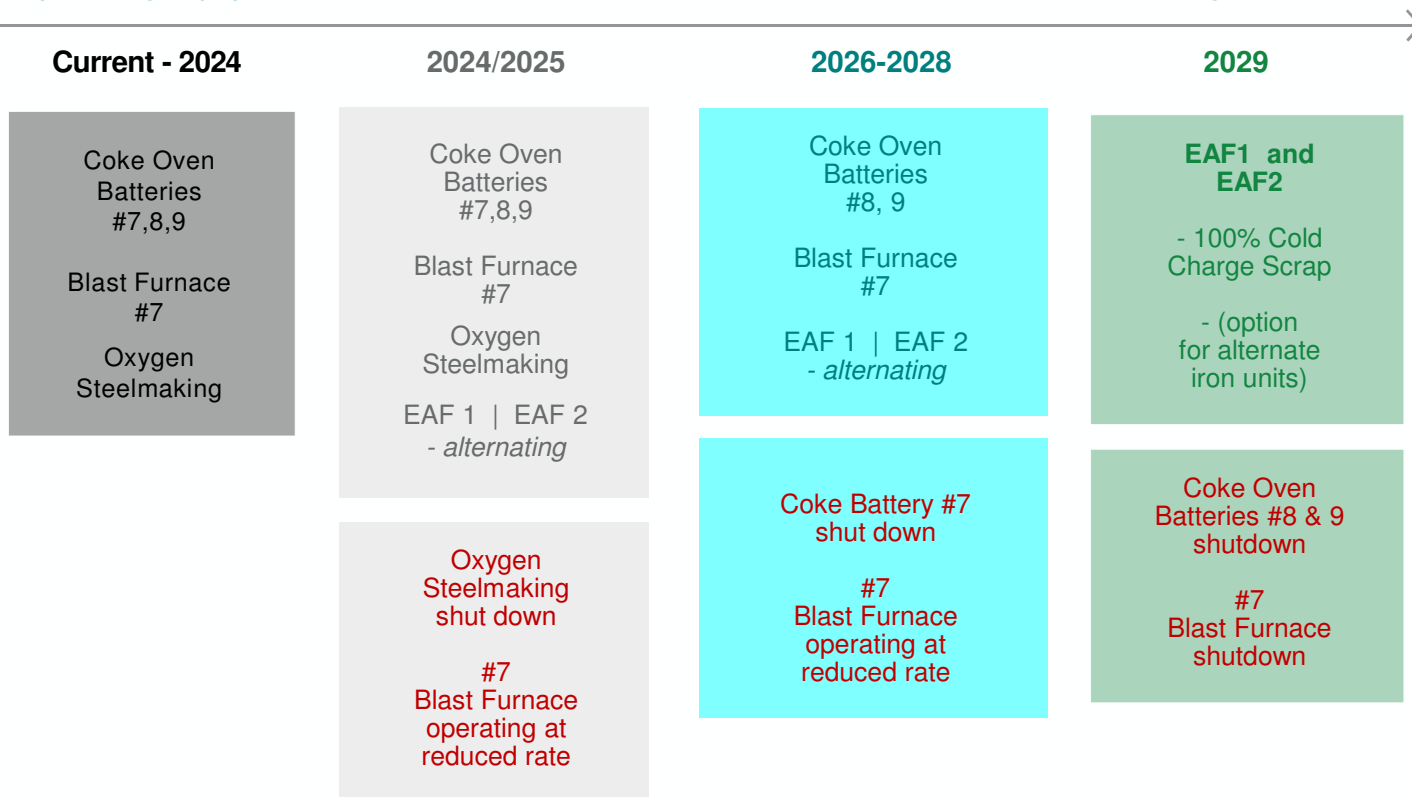 Current - 2024
2024/2025
2026-2028
2029
Coke Oven
Batteries
#7,8,9
Blast Furnace
#7
Oxygen
Steelmaking
Coke Oven
Batteries
#7,8,9
Blast Furnace
#7
Oxygen
Steelmaking
EAF 1 | EAF 2
- alternating
Oxygen
Steelmaking
shut down
#7
Blast Furnace
operating at
reduced rate
Coke Oven
Batteries
#8, 9
Blast Furnace
#7
EAF 1 | EAF 2
- alternating
Coke Battery #7
shut down
#7
Blast Furnace
operating at
reduced rate
EAF1 and
EAF2
- 100% Cold
Charge Scrap
- (option
for alternate
iron units)
Coke Oven
Batteries #8 & 9
shutdown
#7
Blast Furnace
shutdown